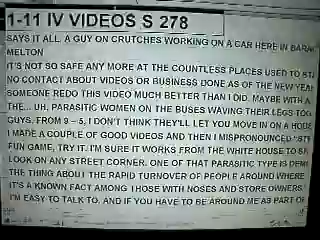 1-11 IV VIDEOS S 278
SAYS IT ALL. A GUY ON CRUTCHES WORKING ON A CAR HERE IN
MELTON
IT'S NOT SO SAFE ANY MORE AT THE COUNTLESS PLACES USED TO
NO CONTACT ABOUT VIDEOS OR BUSINESS DONE AS OF THE NEW YEAR
SOMEONE REDO THIS VIDEO MUCH BETTER THAN I DID. MAYBE WITH A
THE... UH, PARASITIC WOMEN ON THE BUSES WAVING THEIR LEGS TOG
GUYS. FROM 9 – 5. I DON'T THINK THEY'LL LET YOU MOVE IN ON A
I MADE A COUPLE OF GOOD VIDEOS AND THEN I MISPRONOUNCED
FUN GAME, TRY IT. I'M SURE IT WORKS FROM THE WHITE HOUSE TO
LOOK ON ANY STREET CORNER. ONE OF THAT PARASITIC TYPE IS
THE THING ABOUT THE RAPID TURNOVER OF PEOPLE AROUND WHERE
IT'S A KNOWN FACT AMONG THOSE WITH NOSES AND STORE OWNERS
I'M EASY TO TALK TO. AND IF YOU HAVE TO BE AROUND ME AS PART OF